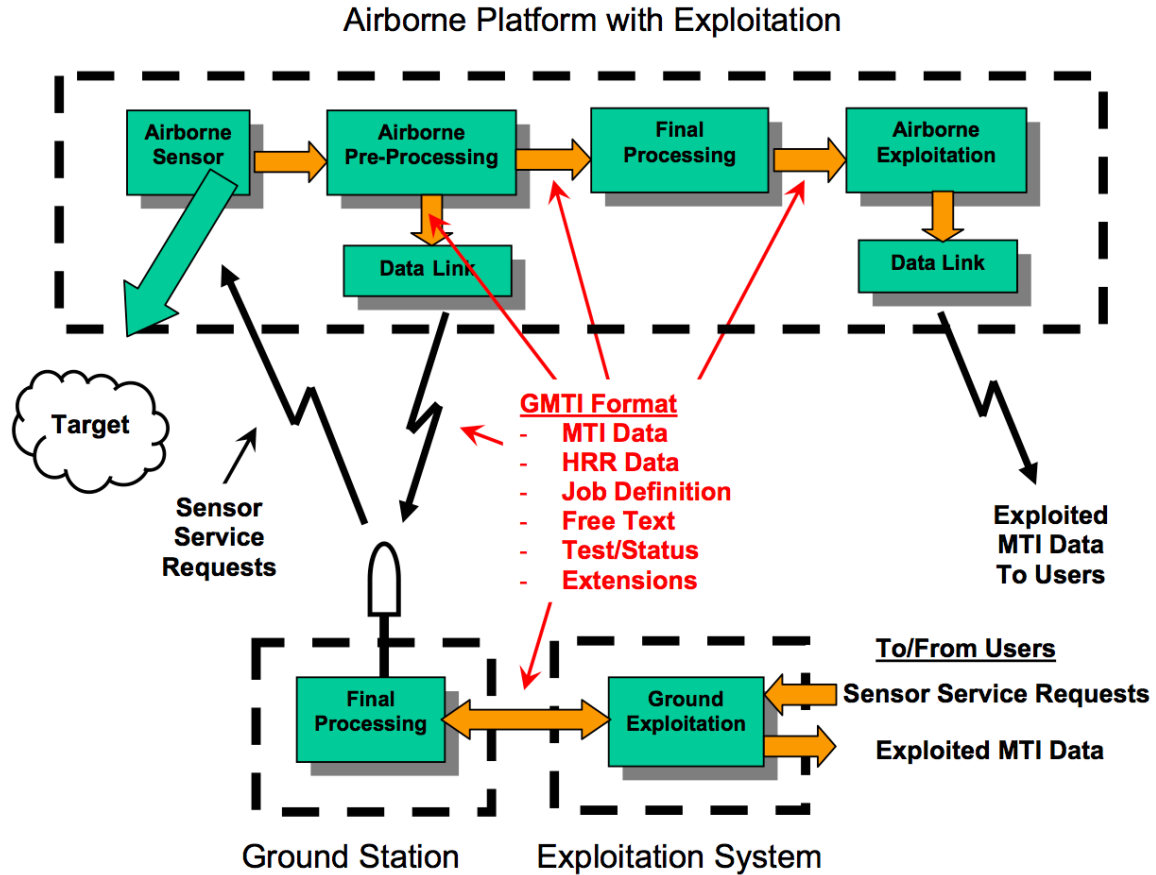 Airborne Platform with Exploitation
Airborne
Sensor
Airborne
Pre-Processing
Final
Processing
Airborne
Exploitation
Data Link
Data Link
Target
Sensor
Service
Requests
GMTI Format
- MTI Data
- HRR Data
- Job Definition
- Free Text
- Test/Status
- Extensions
Exploited
MTI Data
To Users
Final
Processing
Ground
Exploitation
To/From Users
Sensor Service Requests
Exploited MTI Data
Ground Station
Exploitation System